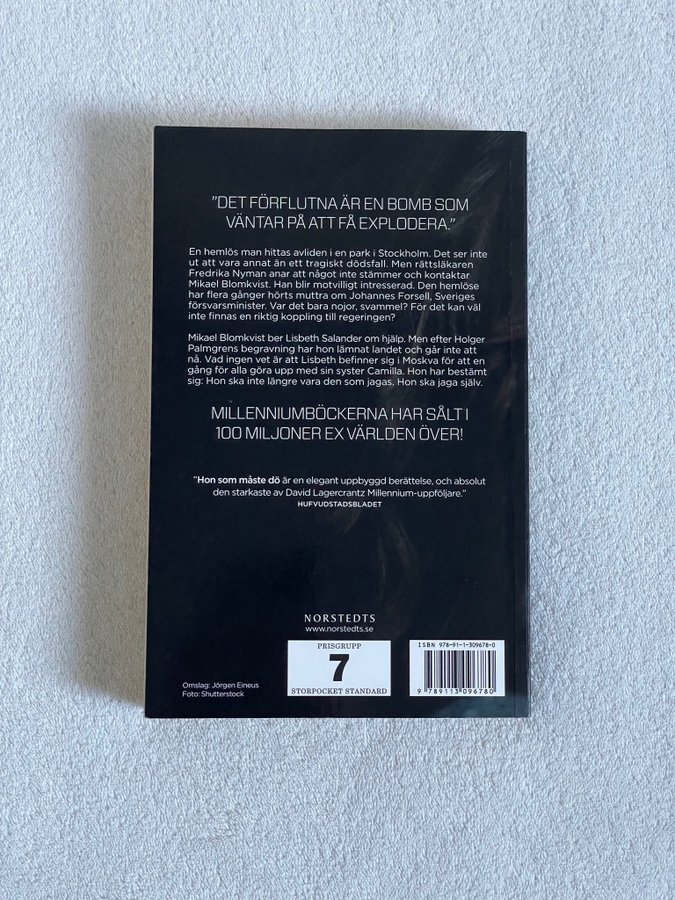 ”DET FÖRFLUTNA ÄR EN BOMB SOM
VÄNTAR PÅ ATT FÅ EXPLODERA.”
En hemlös man hittas avliden i en park i Stockholm. Det ser inte
ut att vara annat än ett tragiskt dödsfall. Men rättsläkaren
Fredrika Nyman anar att något inte stämmer och kontaktar
Mikael Blomkvist. Han blir motvilligt intresserad. Den hemlöse
har flera gånger hörts muttra om Johannes Forsell, Sveriges
försvarsminister. Var det bara nojor, svammel? För det kan väl
inte finnas en riktig koppling till regeringen?
Mikael Blomkvist ber Lisbeth Salander om hjälp. Men efter Holger
Palmgrens begravning har hon lämnat landet och går inte att
nå. Vad ingen vet är att Lisbeth befinner sig i Moskva för att en
gång för alla göra upp med sin syster Camilla. Hon har bestämt
sig: Hon ska inte längre vara den som jagas. Hon ska jaga själv.
MILLENNIUMBÖCKERNA HAR SÅLT I
100 MILJONER EX VÄRLDEN ÖVER!
”Hon som måste dö är en elegant uppbyggd berättelse, och absolut
den starkaste av David Lagercrantz Millennium-uppföljare.”
HUFVUDSTADSBLADET
NORSTEDTS
www.norstedts.se
PRISGRUPP
7
STORPOCKET STANDARD
ISBN 978-91-1-309678-0
9 789113 096780
Omslag: Jörgen Eineus
Foto: Shutterstock